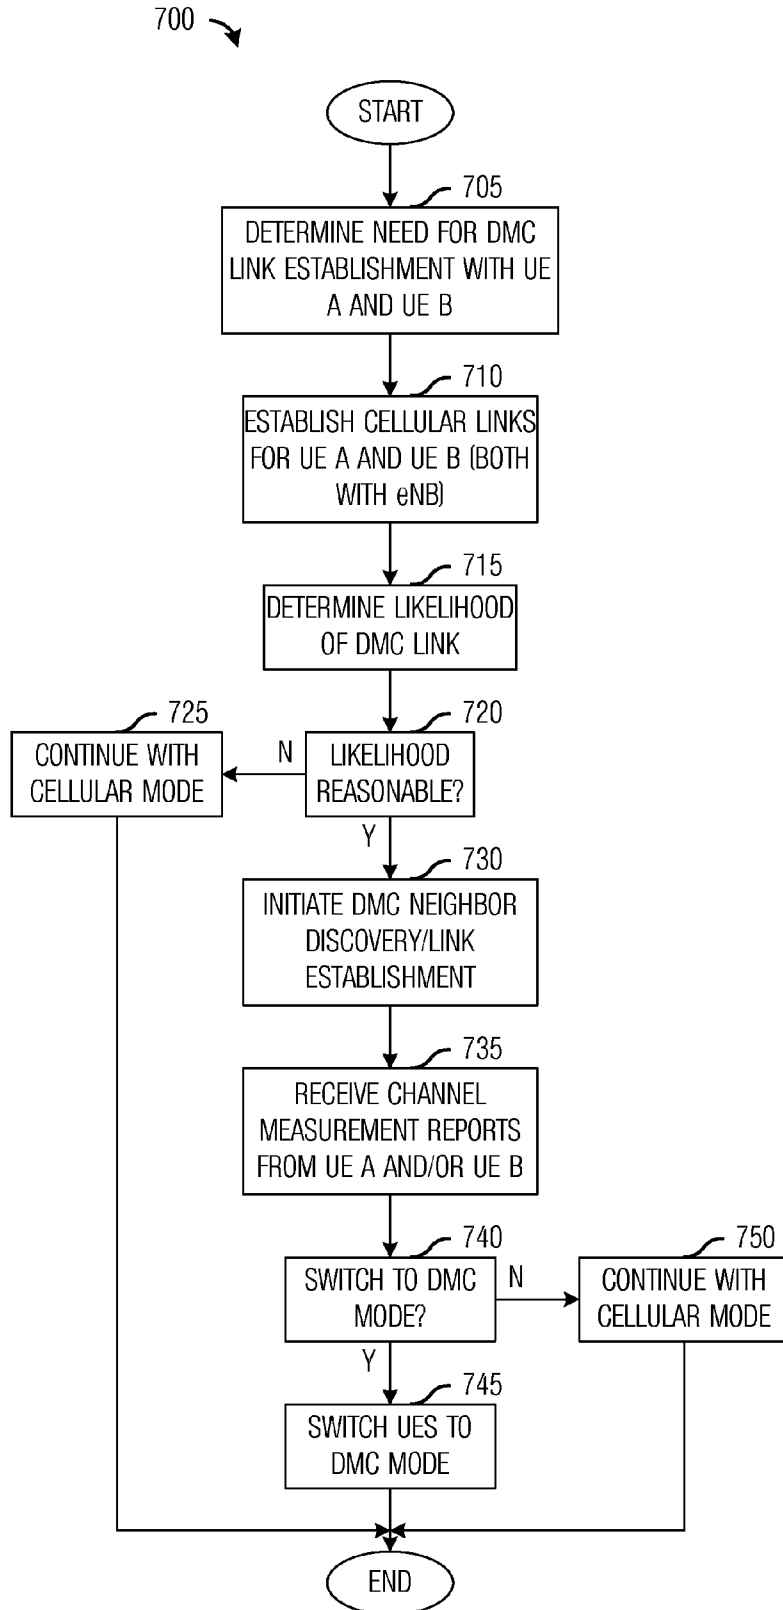 700
START
705
DETERMINE NEED FOR DMC
LINK ESTABLISHMENT WITH UE
A AND UE B
710
ESTABLISH CELLULAR LINKS
FOR UE A AND UE B (BOTH
WITH eNB)
715
DETERMINE LIKELIHOOD
OF DMC LINK
720
LIKELIHOOD
REASONABLE?
N
725
CONTINUE WITH
CELLULAR MODE
Y
730
INITIATE DMC NEIGHBOR
DISCOVERY/LINK
ESTABLISHMENT
735
RECEIVE CHANNEL
MEASUREMENT REPORTS
FROM UE A AND/OR UE B
740
SWITCH TO DMC
MODE?
N
750
CONTINUE WITH
CELLULAR MODE
Y
745
SWITCH UES TO
DMC MODE
END